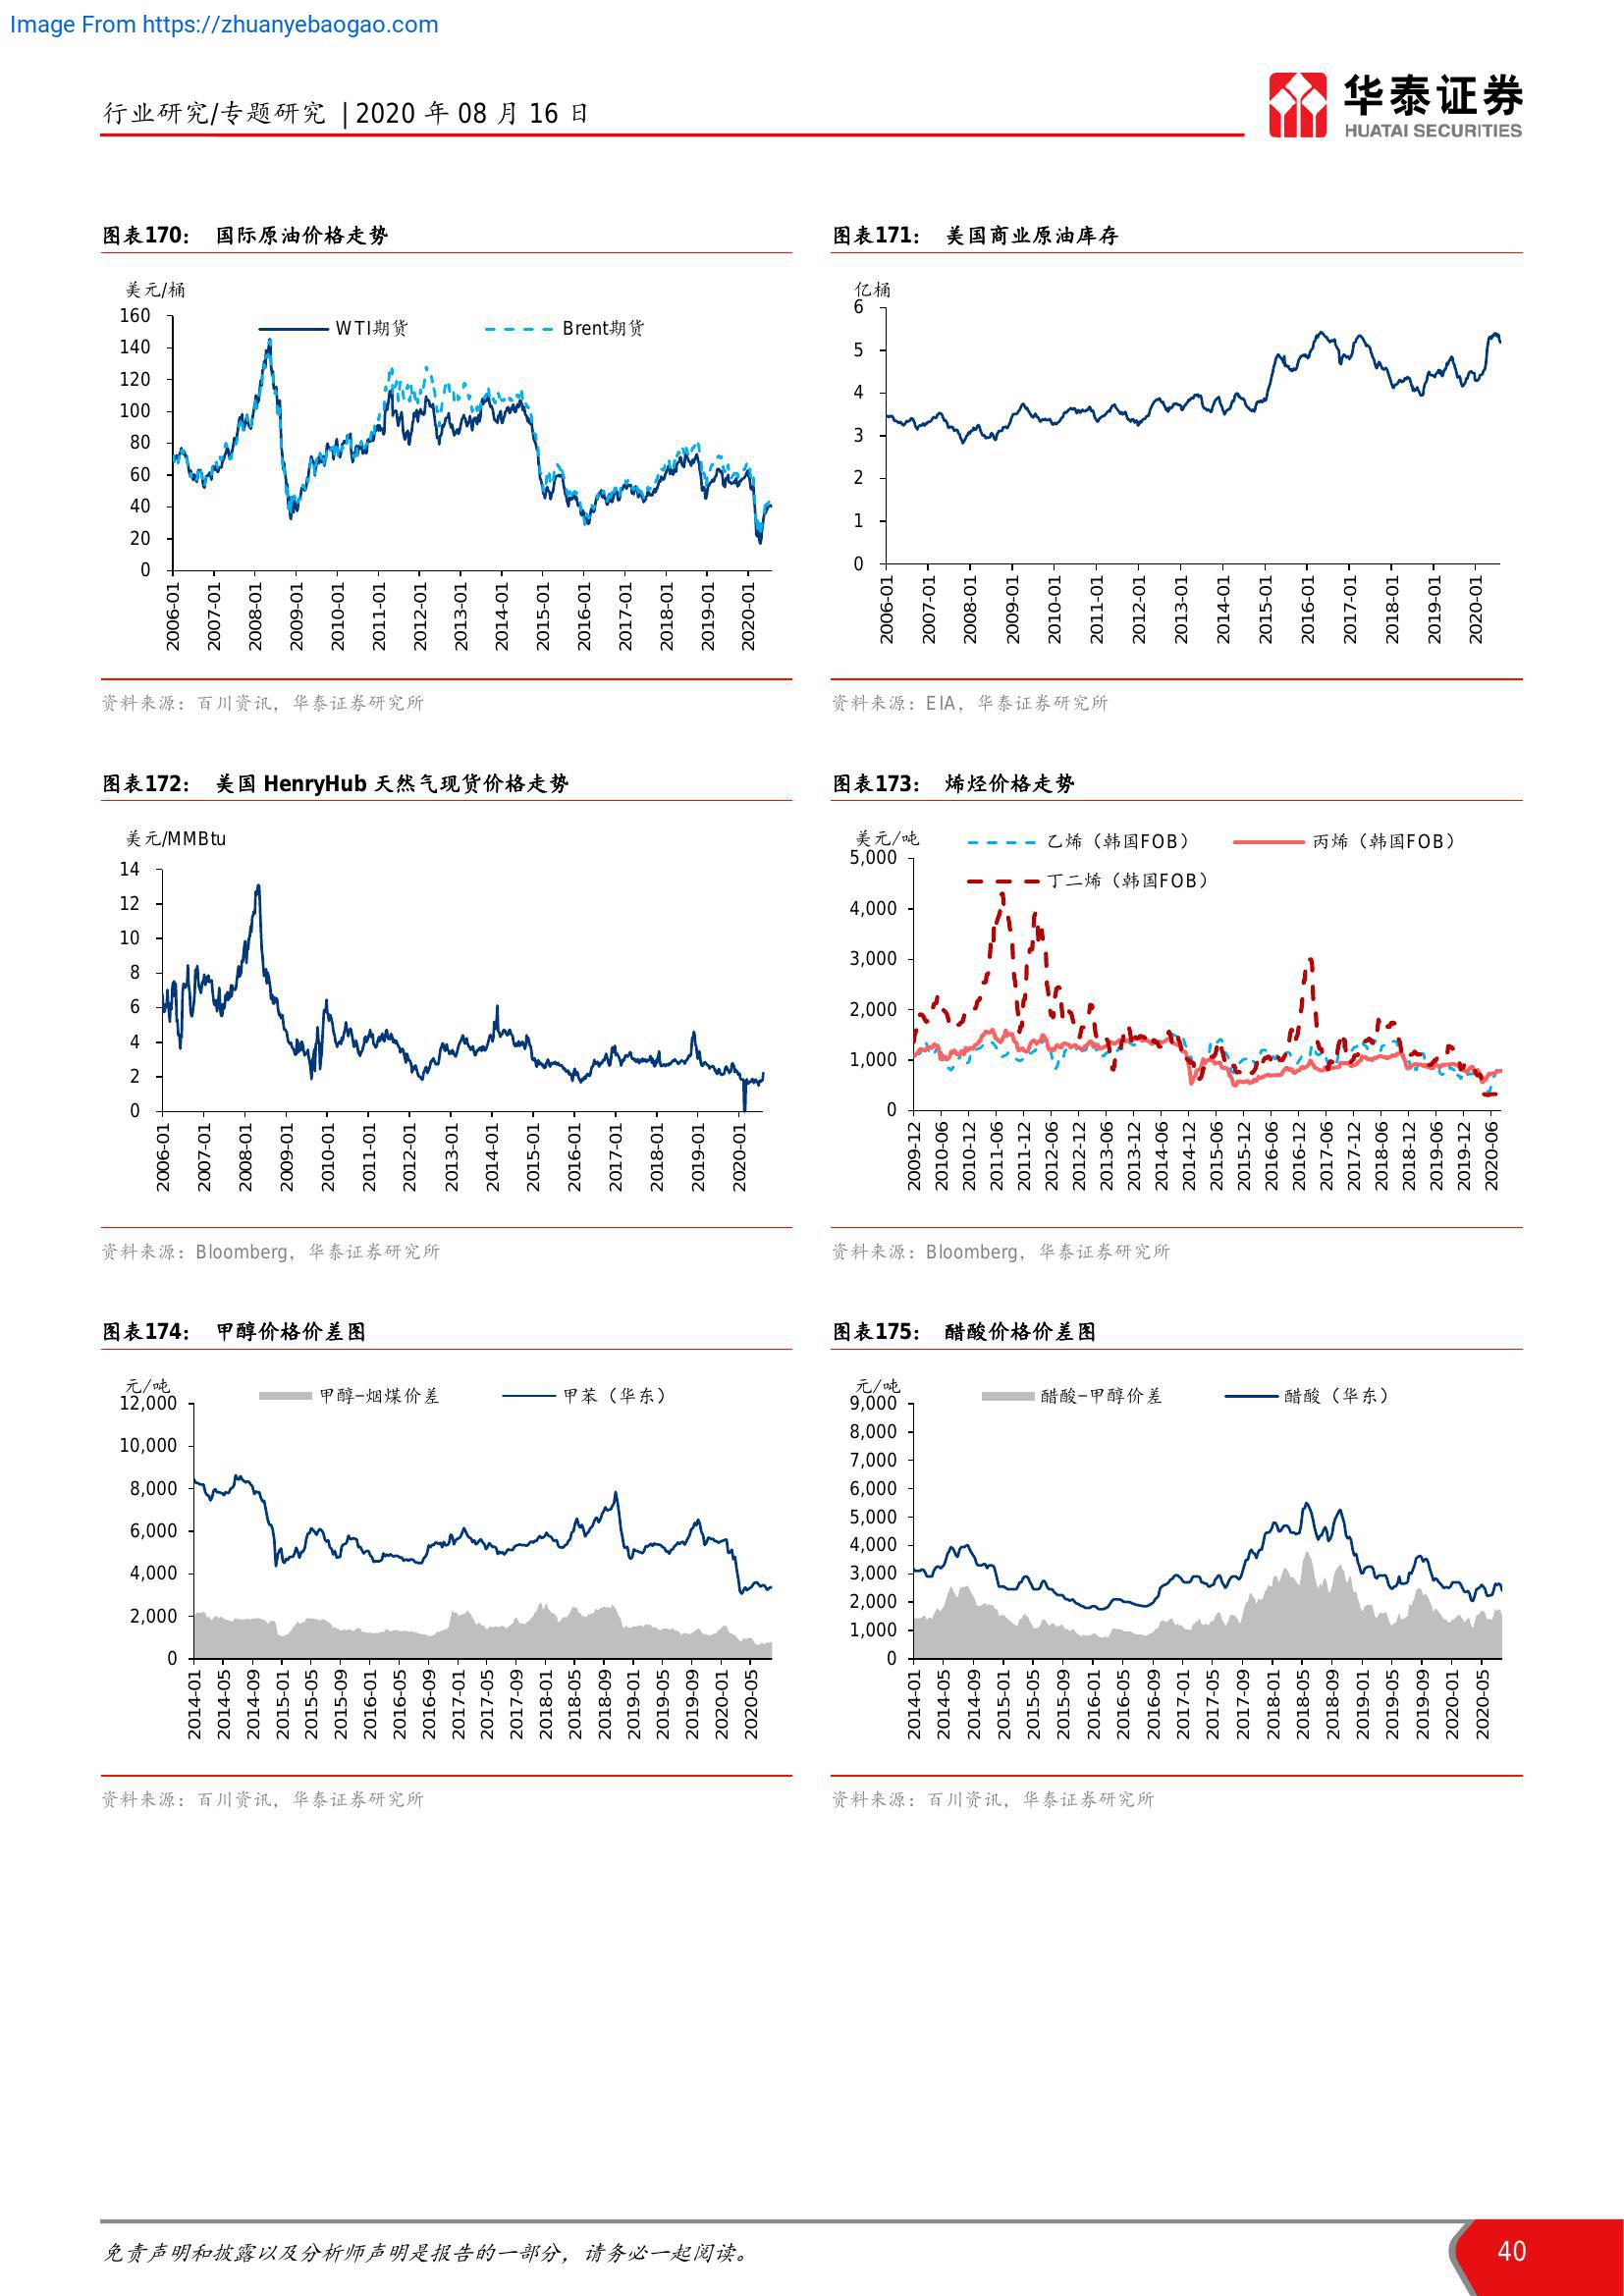 Image From https://zhuanyebaogao.com
行业研究/专题研究 | 2020 年 08 月 16 日
华泰证券
HUATAI SECURITIES
图表170： 国际原油价格走势
美元/桶
WTI期货 Brent期货
160
140
120
100
80
60
40
20
0
2006-01 2007-01 2008-01 2009-01 2010-01 2011-01 2012-01 2013-01 2014-01 2015-01 2016-01 2017-01 2018-01 2019-01 2020-01
资料来源：百川资讯，华泰证券研究所
图表171： 美国商业原油库存
亿桶
6
5
4
3
2
1
0
2006-01 2007-01 2008-01 2009-01 2010-01 2011-01 2012-01 2013-01 2014-01 2015-01 2016-01 2017-01 2018-01 2019-01 2020-01
资料来源：EIA，华泰证券研究所
图表172： 美国 HenryHub 天然气现货价格走势
美元/MMBtu
14
12
10
8
6
4
2
0
2006-01 2007-01 2008-01 2009-01 2010-01 2011-01 2012-01 2013-01 2014-01 2015-01 2016-01 2017-01 2018-01 2019-01 2020-01
资料来源：Bloomberg，华泰证券研究所
图表173： 烯烃价格走势
美元/吨
乙烯（韩国FOB） 丙烯（韩国FOB）
丁二烯（韩国FOB）
5,000
4,000
3,000
2,000
1,000
0
2009-12 2010-06 2010-12 2011-06 2011-12 2012-06 2012-12 2013-06 2013-12 2014-06 2014-12 2015-06 2015-12 2016-06 2016-12 2017-06 2017-12 2018-06 2018-12 2019-06 2019-12 2020-06
资料来源：Bloomberg，华泰证券研究所
图表174： 甲醇价格价差图
元/吨
甲醇-烟煤价差 甲苯（华东）
12,000
10,000
8,000
6,000
4,000
2,000
0
2014-01 2014-05 2014-09 2015-01 2015-05 2015-09 2016-01 2016-05 2016-09 2017-01 2017-05 2017-09 2018-01 2018-05 2018-09 2019-01 2019-05 2019-09 2020-01 2020-05
资料来源：百川资讯，华泰证券研究所
图表175： 醋酸价格价差图
元/吨
醋酸-甲醇价差 醋酸（华东）
9,000
8,000
7,000
6,000
5,000
4,000
3,000
2,000
1,000
0
2014-01 2014-05 2014-09 2015-01 2015-05 2015-09 2016-01 2016-05 2016-09 2017-01 2017-05 2017-09 2018-01 2018-05 2018-09 2019-01 2019-05 2019-09 2020-01 2020-05
资料来源：百川资讯，华泰证券研究所
免责声明和披露以及分析师声明是报告的一部分，请务必一起阅读。
40